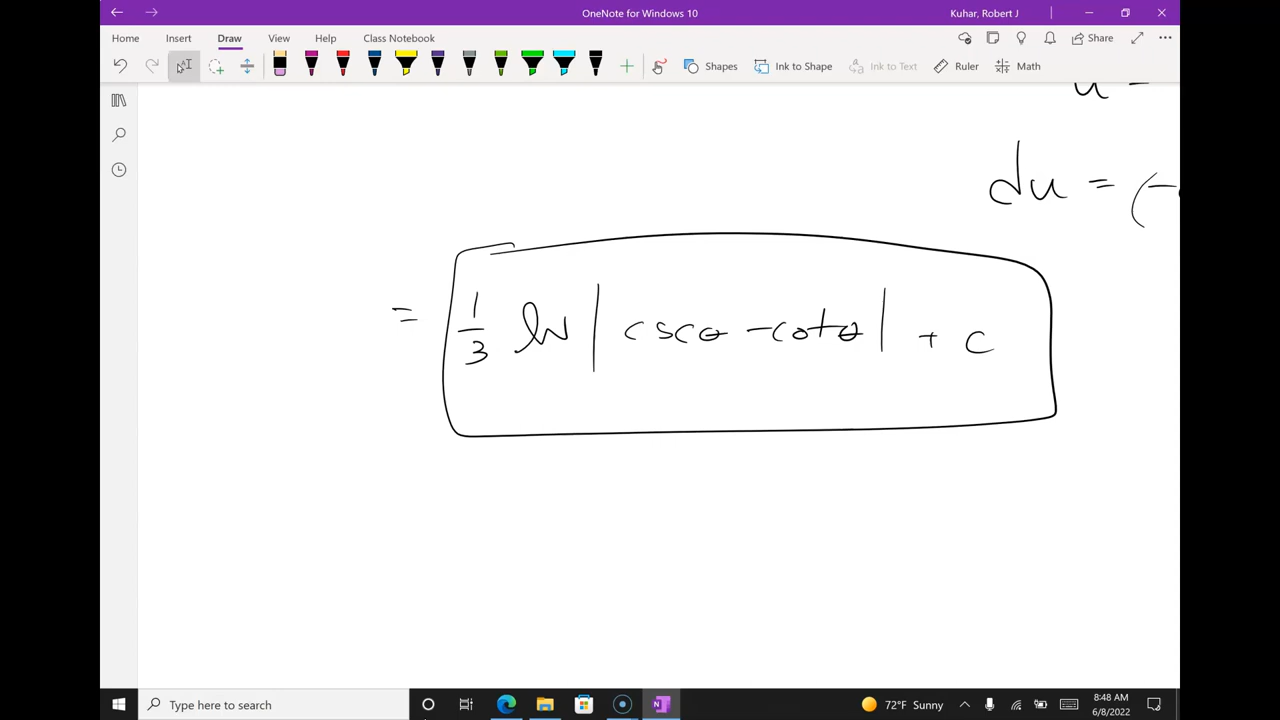 OneNote for Windows 10
Kuhar, Robert J
Home Insert Draw View Help Class Notebook
Share
Shapes Ink to Shape Ink to Text Ruler Math
u =
du = (-
= 1/3 ln | cscθ - cotθ | + c
Type here to search
72°F Sunny
8:48 AM
6/8/2022